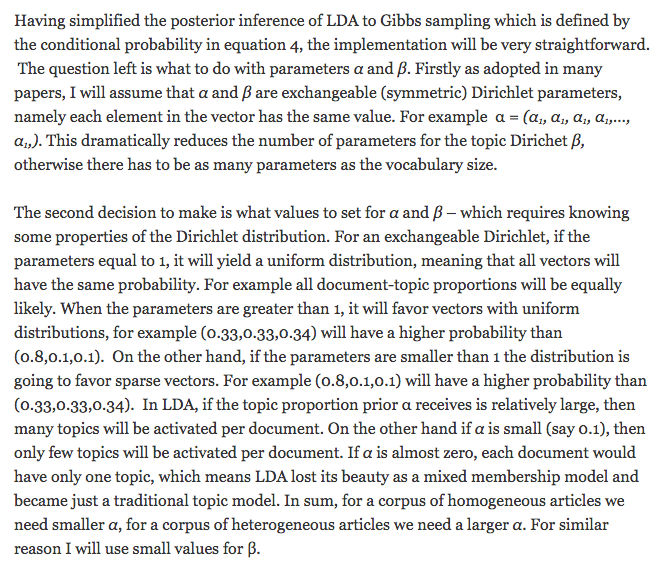 Having simplified the posterior inference of LDA to Gibbs sampling which is defined by
the conditional probability in equation 4, the implementation will be very straightforward.
The question left is what to do with parameters α and β. Firstly as adopted in many
papers, I will assume that α and β are exchangeable (symmetric) Dirichlet parameters,
namely each element in the vector has the same value. For example  α = (α₁, α₁, α₁, α₁,...,
α₁,). This dramatically reduces the number of parameters for the topic Dirichet β,
otherwise there has to be as many parameters as the vocabulary size.
The second decision to make is what values to set for α and β – which requires knowing
some properties of the Dirichlet distribution. For an exchangeable Dirichlet, if the
parameters equal to 1, it will yield a uniform distribution, meaning that all vectors will
have the same probability. For example all document-topic proportions will be equally
likely. When the parameters are greater than 1, it will favor vectors with uniform
distributions, for example (0.33,0.33,0.34) will have a higher probability than
(0.8,0.1,0.1).  On the other hand, if the parameters are smaller than 1 the distribution is
going to favor sparse vectors. For example (0.8,0.1,0.1) will have a higher probability than
(0.33,0.33,0.34).  In LDA, if the topic proportion prior α receives is relatively large, then
many topics will be activated per document. On the other hand if α is small (say 0.1), then
only few topics will be activated per document. If α is almost zero, each document would
have only one topic, which means LDA lost its beauty as a mixed membership model and
became just a traditional topic model. In sum, for a corpus of homogeneous articles we
need smaller α, for a corpus of heterogeneous articles we need a larger α. For similar
reason I will use small values for β.